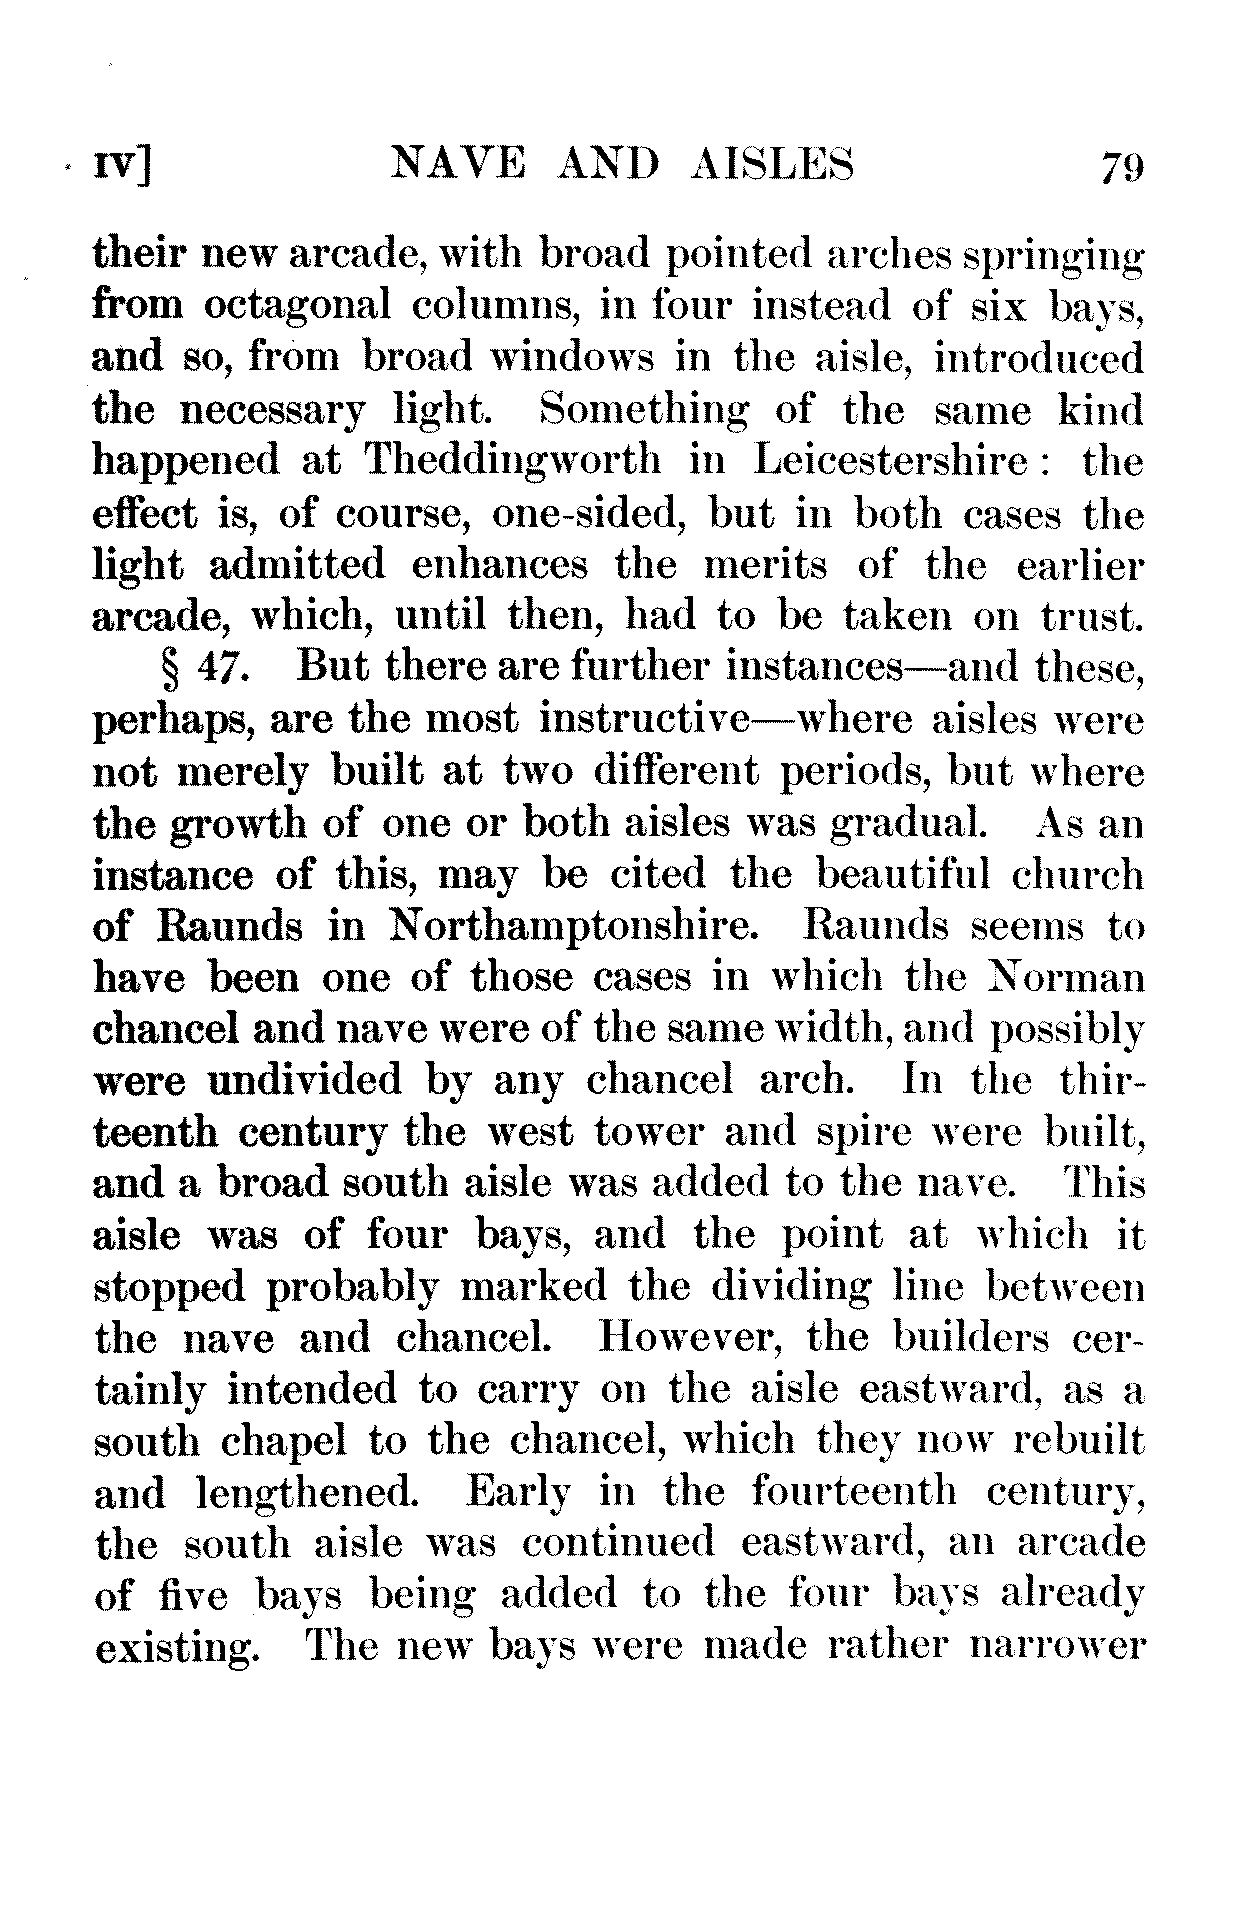 IV] NAVE AND AISLES 79
their new arcade, with broad pointed arches springing
from octagonal columns, in four instead of six bays,
and so, from broad windows in the aisle, introduced
the necessary light. Something of the same kind
happened at Theddingworth in Leicestershire : the
effect is, of course, one-sided, but in both cases the
light admitted enhances the merits of the earlier
arcade, which, until then, had to be taken on trust.
§ 47. But there are further instances—and these,
perhaps, are the most instructive—where aisles were
not merely built at two different periods, but where
the growth of one or both aisles was gradual. As an
instance of this, may be cited the beautiful church
of Raunds in Northamptonshire. Raunds seems to
have been one of those cases in which the Norman
chancel and nave were of the same width, and possibly
were undivided by any chancel arch. In the thir-
teenth century the west tower and spire were built,
and a broad south aisle was added to the nave. This
aisle was of four bays, and the point at which it
stopped probably marked the dividing line between
the nave and chancel. However, the builders cer-
tainly intended to carry on the aisle eastward, as a
south chapel to the chancel, which they now rebuilt
and lengthened. Early in the fourteenth century,
the south aisle was continued eastward, an arcade
of five bays being added to the four bays already
existing. The new bays were made rather narrower